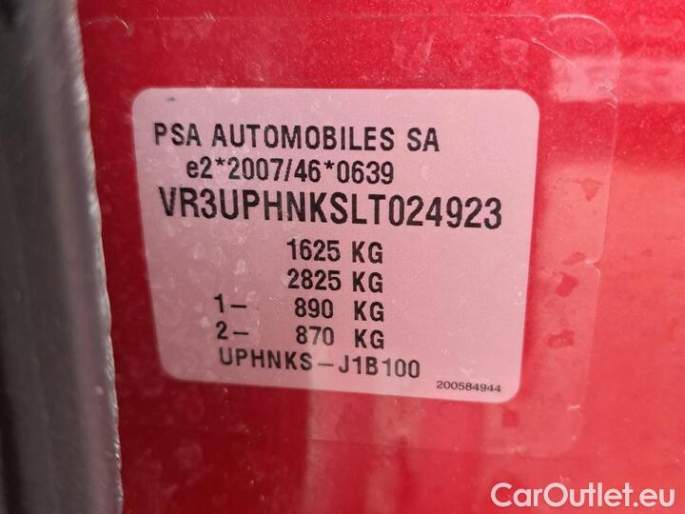 PSA AUTOMOBILES SA
e2*2007/46*0639
VR3UPHNKSLT024923
1625 KG
2825 KG
1- 890 KG
2- 870 KG
UPHNKS-J1B100
200584944
CarOutlet.eu